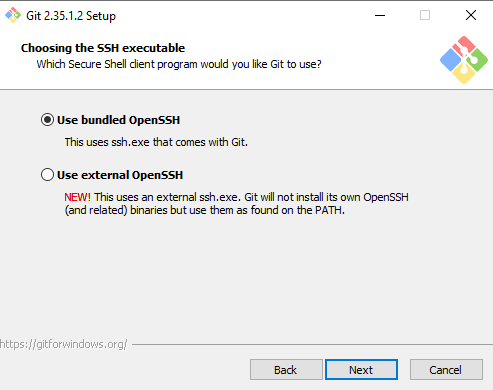 Git 2.35.1.2 Setup
Choosing the SSH executable
Which Secure Shell client program would you like Git to use?
Use bundled OpenSSH
This uses ssh.exe that comes with Git.
Use external OpenSSH
NEW! This uses an external ssh.exe. Git will not install its own OpenSSH
(and related) binaries but use them as found on the PATH.
https://gitforwindows.org/
Back Next Cancel